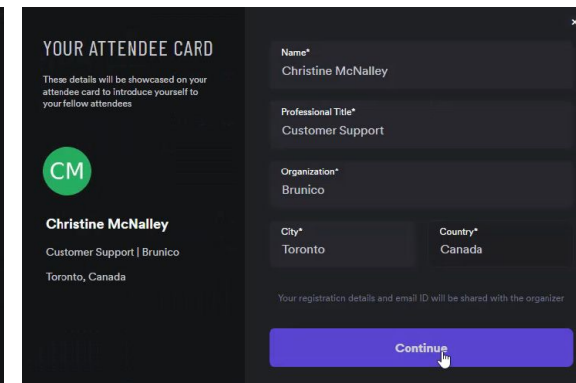 YOUR ATTENDEE CARD
These details will be showcased on your
attendee card to introduce yourself to
your fellow attendees
CM
Christine McNalley
Customer Support | Brunico
Toronto, Canada
×
Name*
Christine McNalley
Professional Title*
Customer Support
Organization*
Brunico
City*
Toronto
Country*
Canada
Your registration details and email ID will be shared with the organizer
Continue